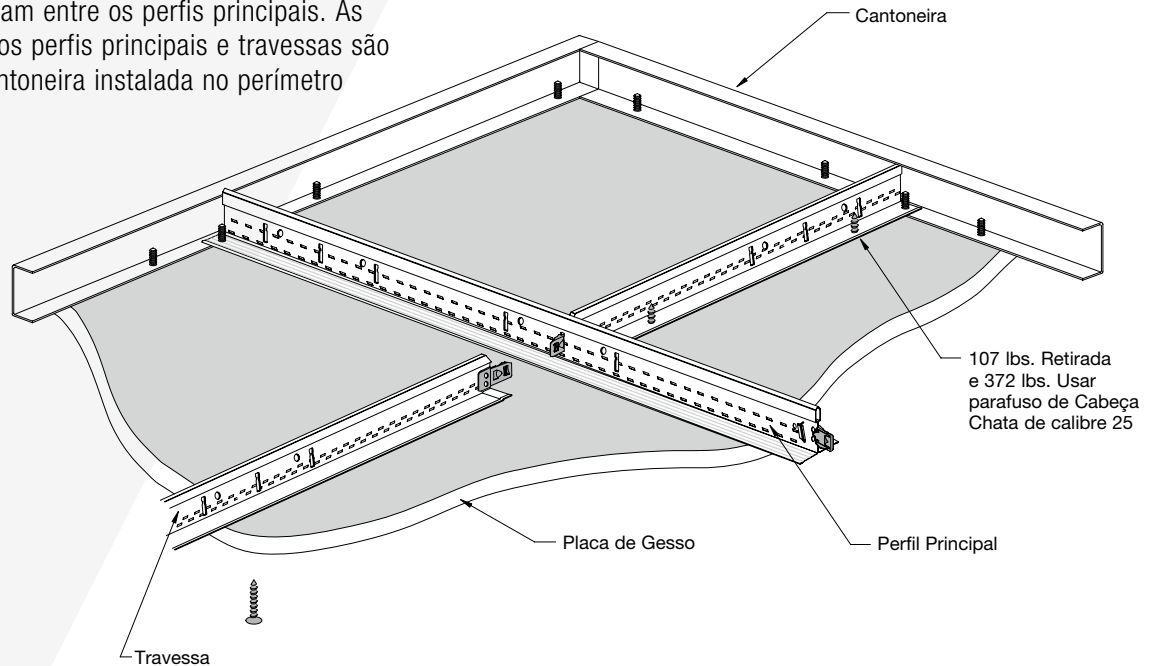 am entre os perfis principais. As
os perfis principais e travessas são
ntoneira instalada no perímetro
Cantoneira
107 lbs. Retirada
e 372 lbs. Usar
parafuso de Cabeça
Chata de calibre 25
Placa de Gesso
Perfil Principal
Travessa